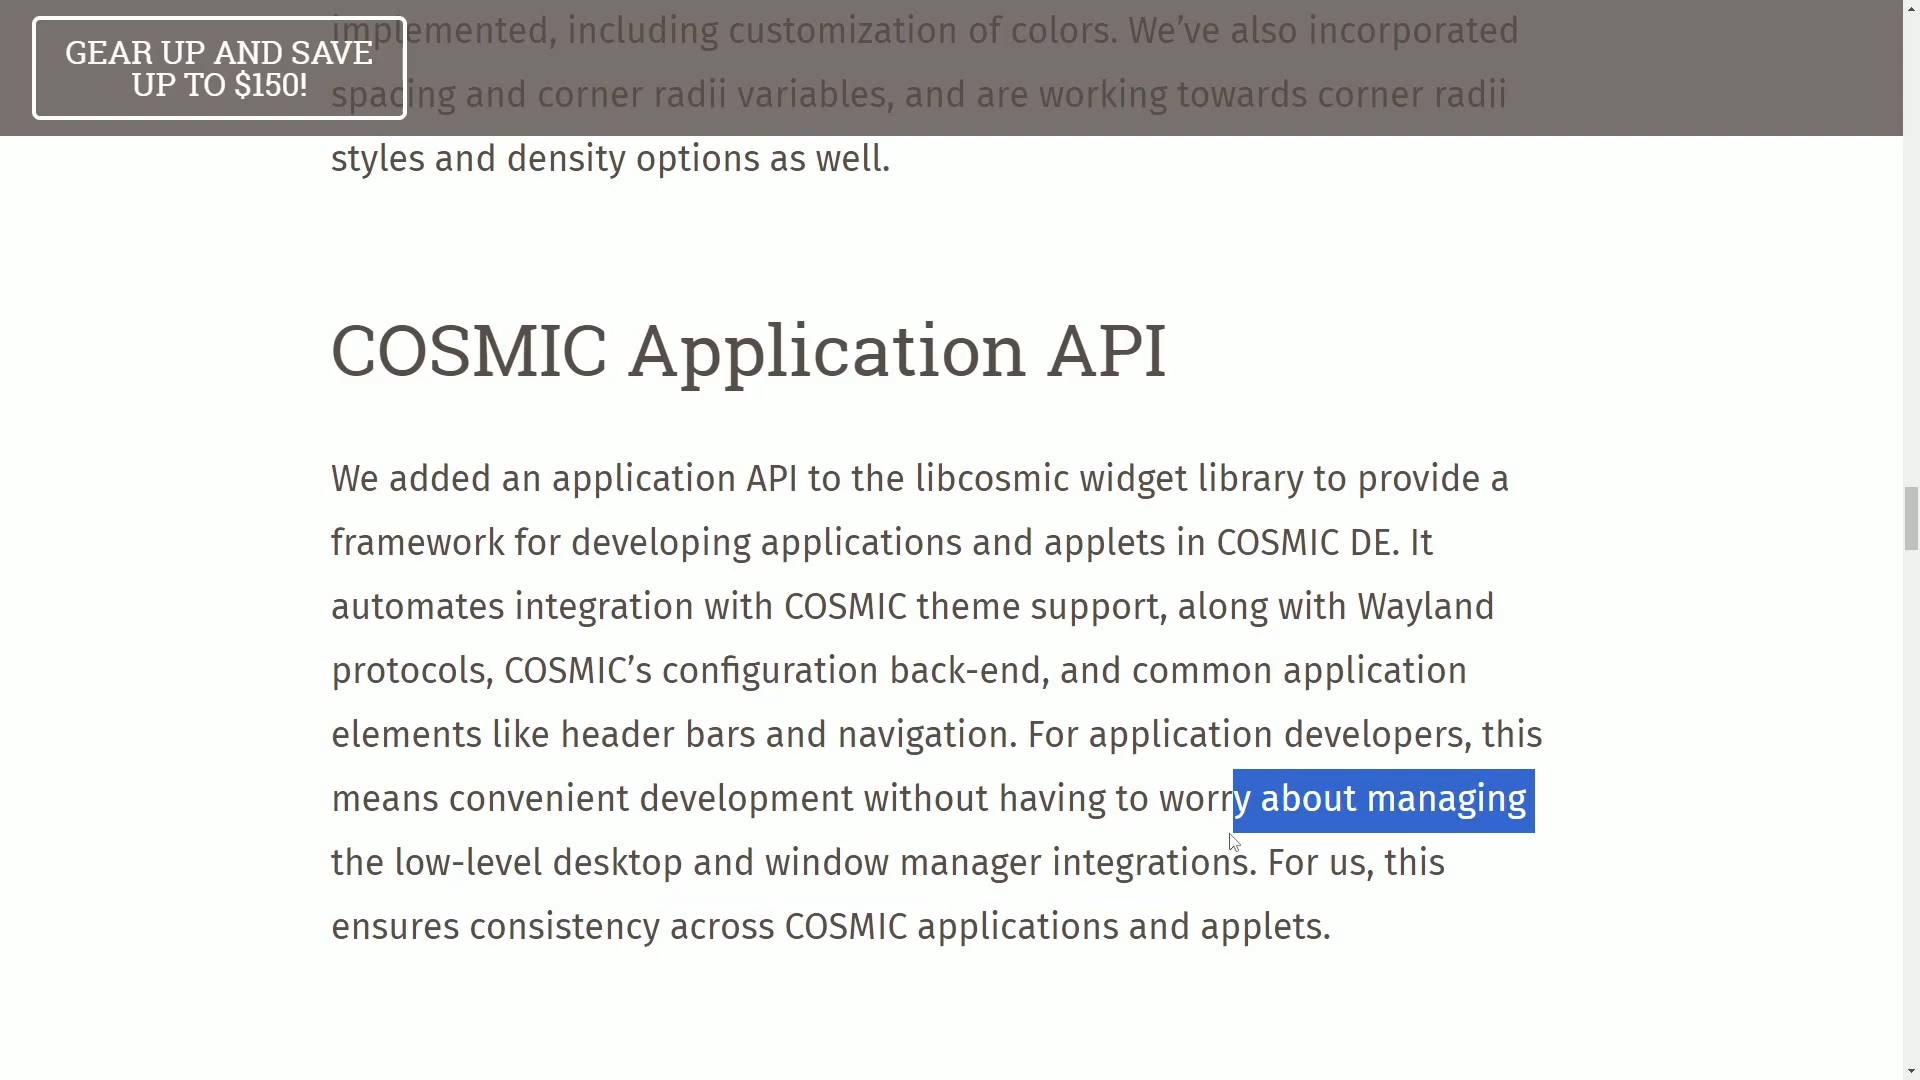 GEAR UP AND SAVE
UP TO $150!
implemented, including customization of colors. We’ve also incorporated
spacing and corner radii variables, and are working towards corner radii
styles and density options as well.
COSMIC Application API
We added an application API to the libcosmic widget library to provide a
framework for developing applications and applets in COSMIC DE. It
automates integration with COSMIC theme support, along with Wayland
protocols, COSMIC’s configuration back-end, and common application
elements like header bars and navigation. For application developers, this
means convenient development without having to worry about managing
the low-level desktop and window manager integrations. For us, this
ensures consistency across COSMIC applications and applets.